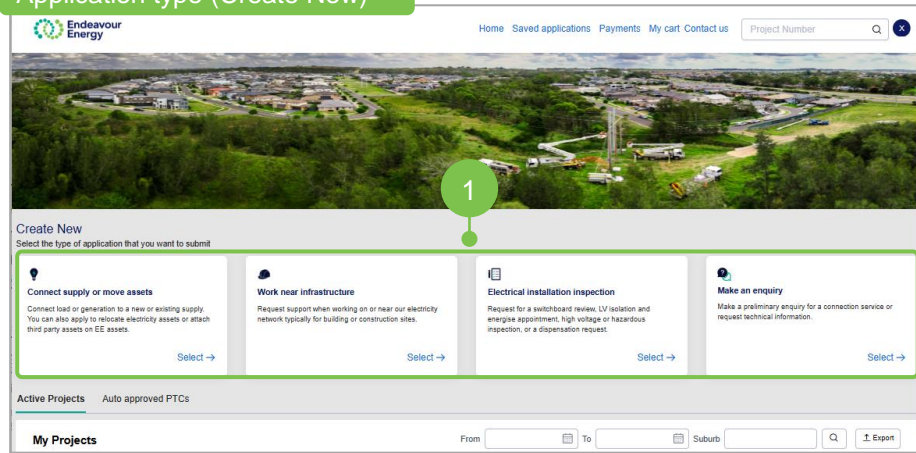 Application type (Create New)
Endeavour
Energy
Home Saved applications Payments My cart Contact us Project Number X
1
Create New
Select the type of application that you want to submit
Connect supply or move assets
Connect load or generation to a new or existing supply.
You can also apply to relocate electricity assets or attach
third party assets on EE assets.
Select →
Work near infrastructure
Request support when working on or near our electricity
network typically for building or construction sites.
Select →
Electrical installation inspection
Request for a switchboard review, LV isolation and
energise appointment, high voltage or hazardous
inspection, or a dispensation request.
Select →
Make an enquiry
Make a preliminary enquiry for a connection service or
request technical information.
Select →
Active Projects Auto approved PTCs
My Projects From To Suburb Export